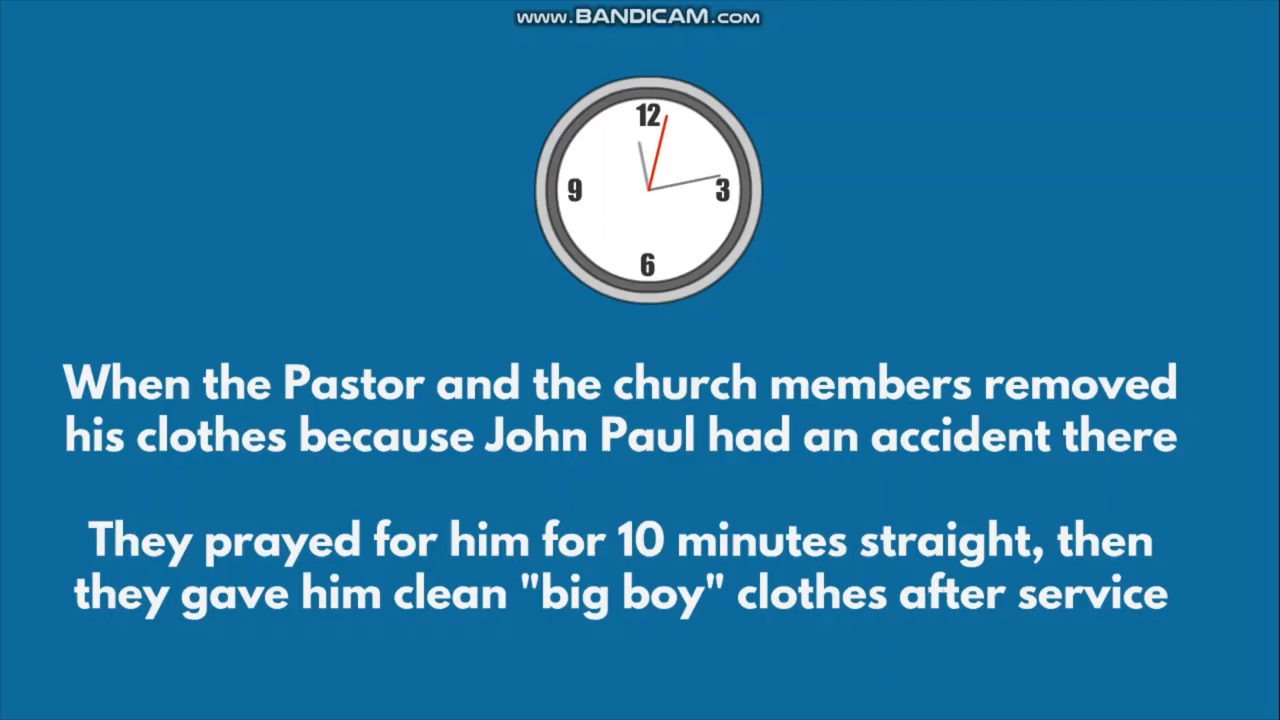 www.BANDICAM.com
12
9
3
6
When the Pastor and the church members removed
his clothes because John Paul had an accident there
They prayed for him for 10 minutes straight, then
they gave him clean "big boy" clothes after service